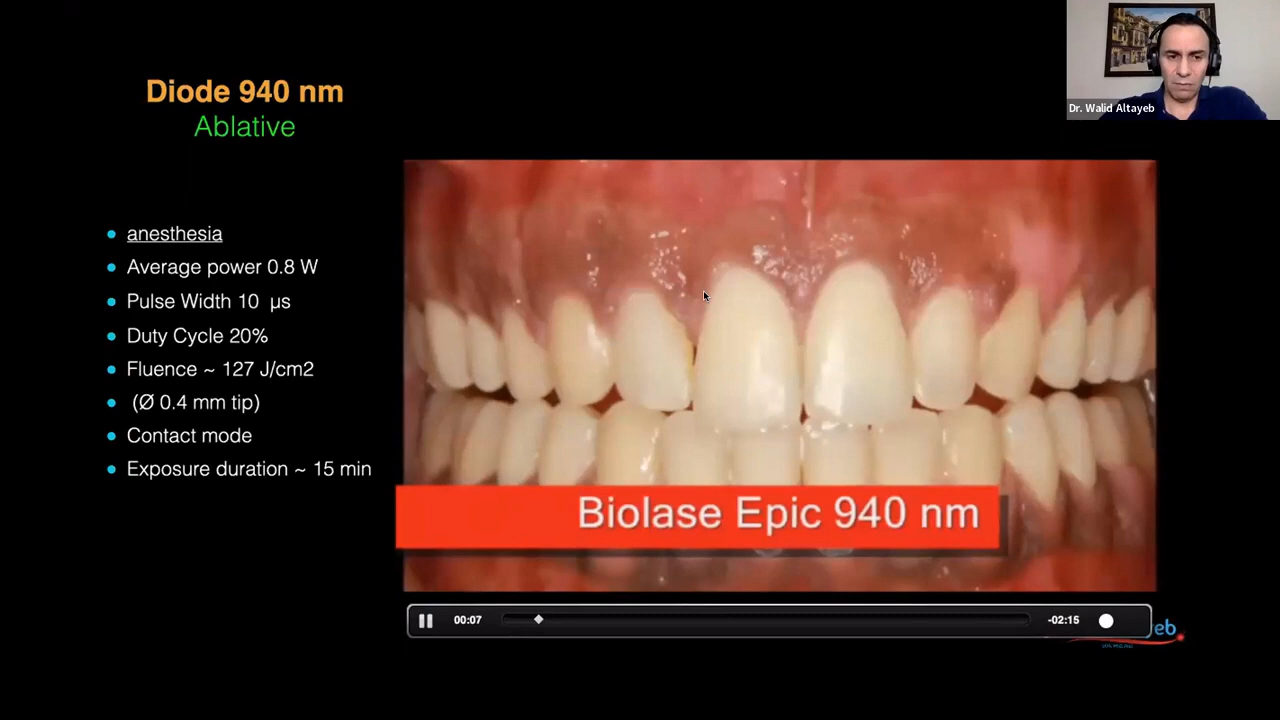 Diode 940 nm
Ablative
Dr. Walid Altayeb
anesthesia
Average power 0.8 W
Pulse Width 10 µs
Duty Cycle 20%
Fluence ~ 127 J/cm2
(Ø 0.4 mm tip)
Contact mode
Exposure duration ~ 15 min
Biolase Epic 940 nm
00:07
-02:15
eb